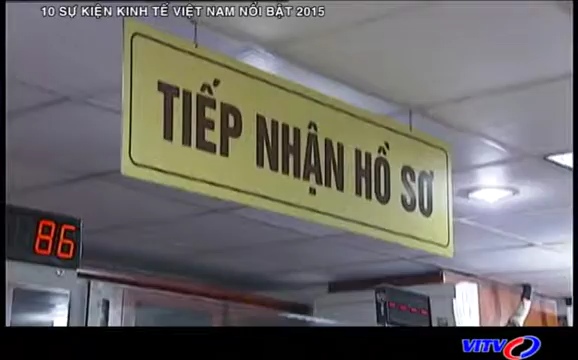 10 SỰ KIỆN KINH TẾ VIỆT NAM NỔI BẬT 2015
TIẾP NHẬN HỒ SƠ
86
VITV